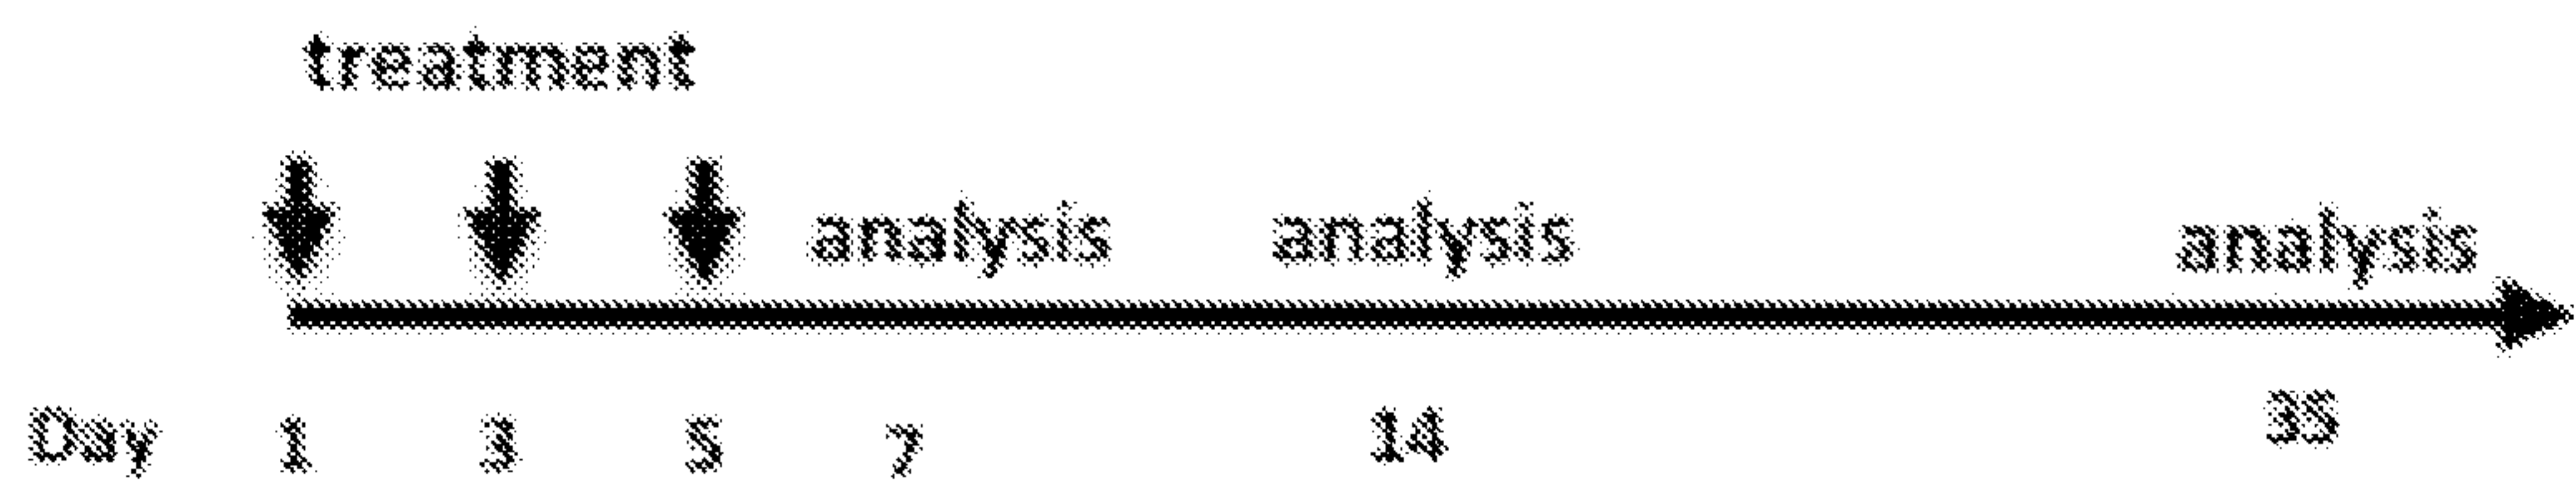 treatment
analysis analysis analysis
Day 1 3 5 7 14 35